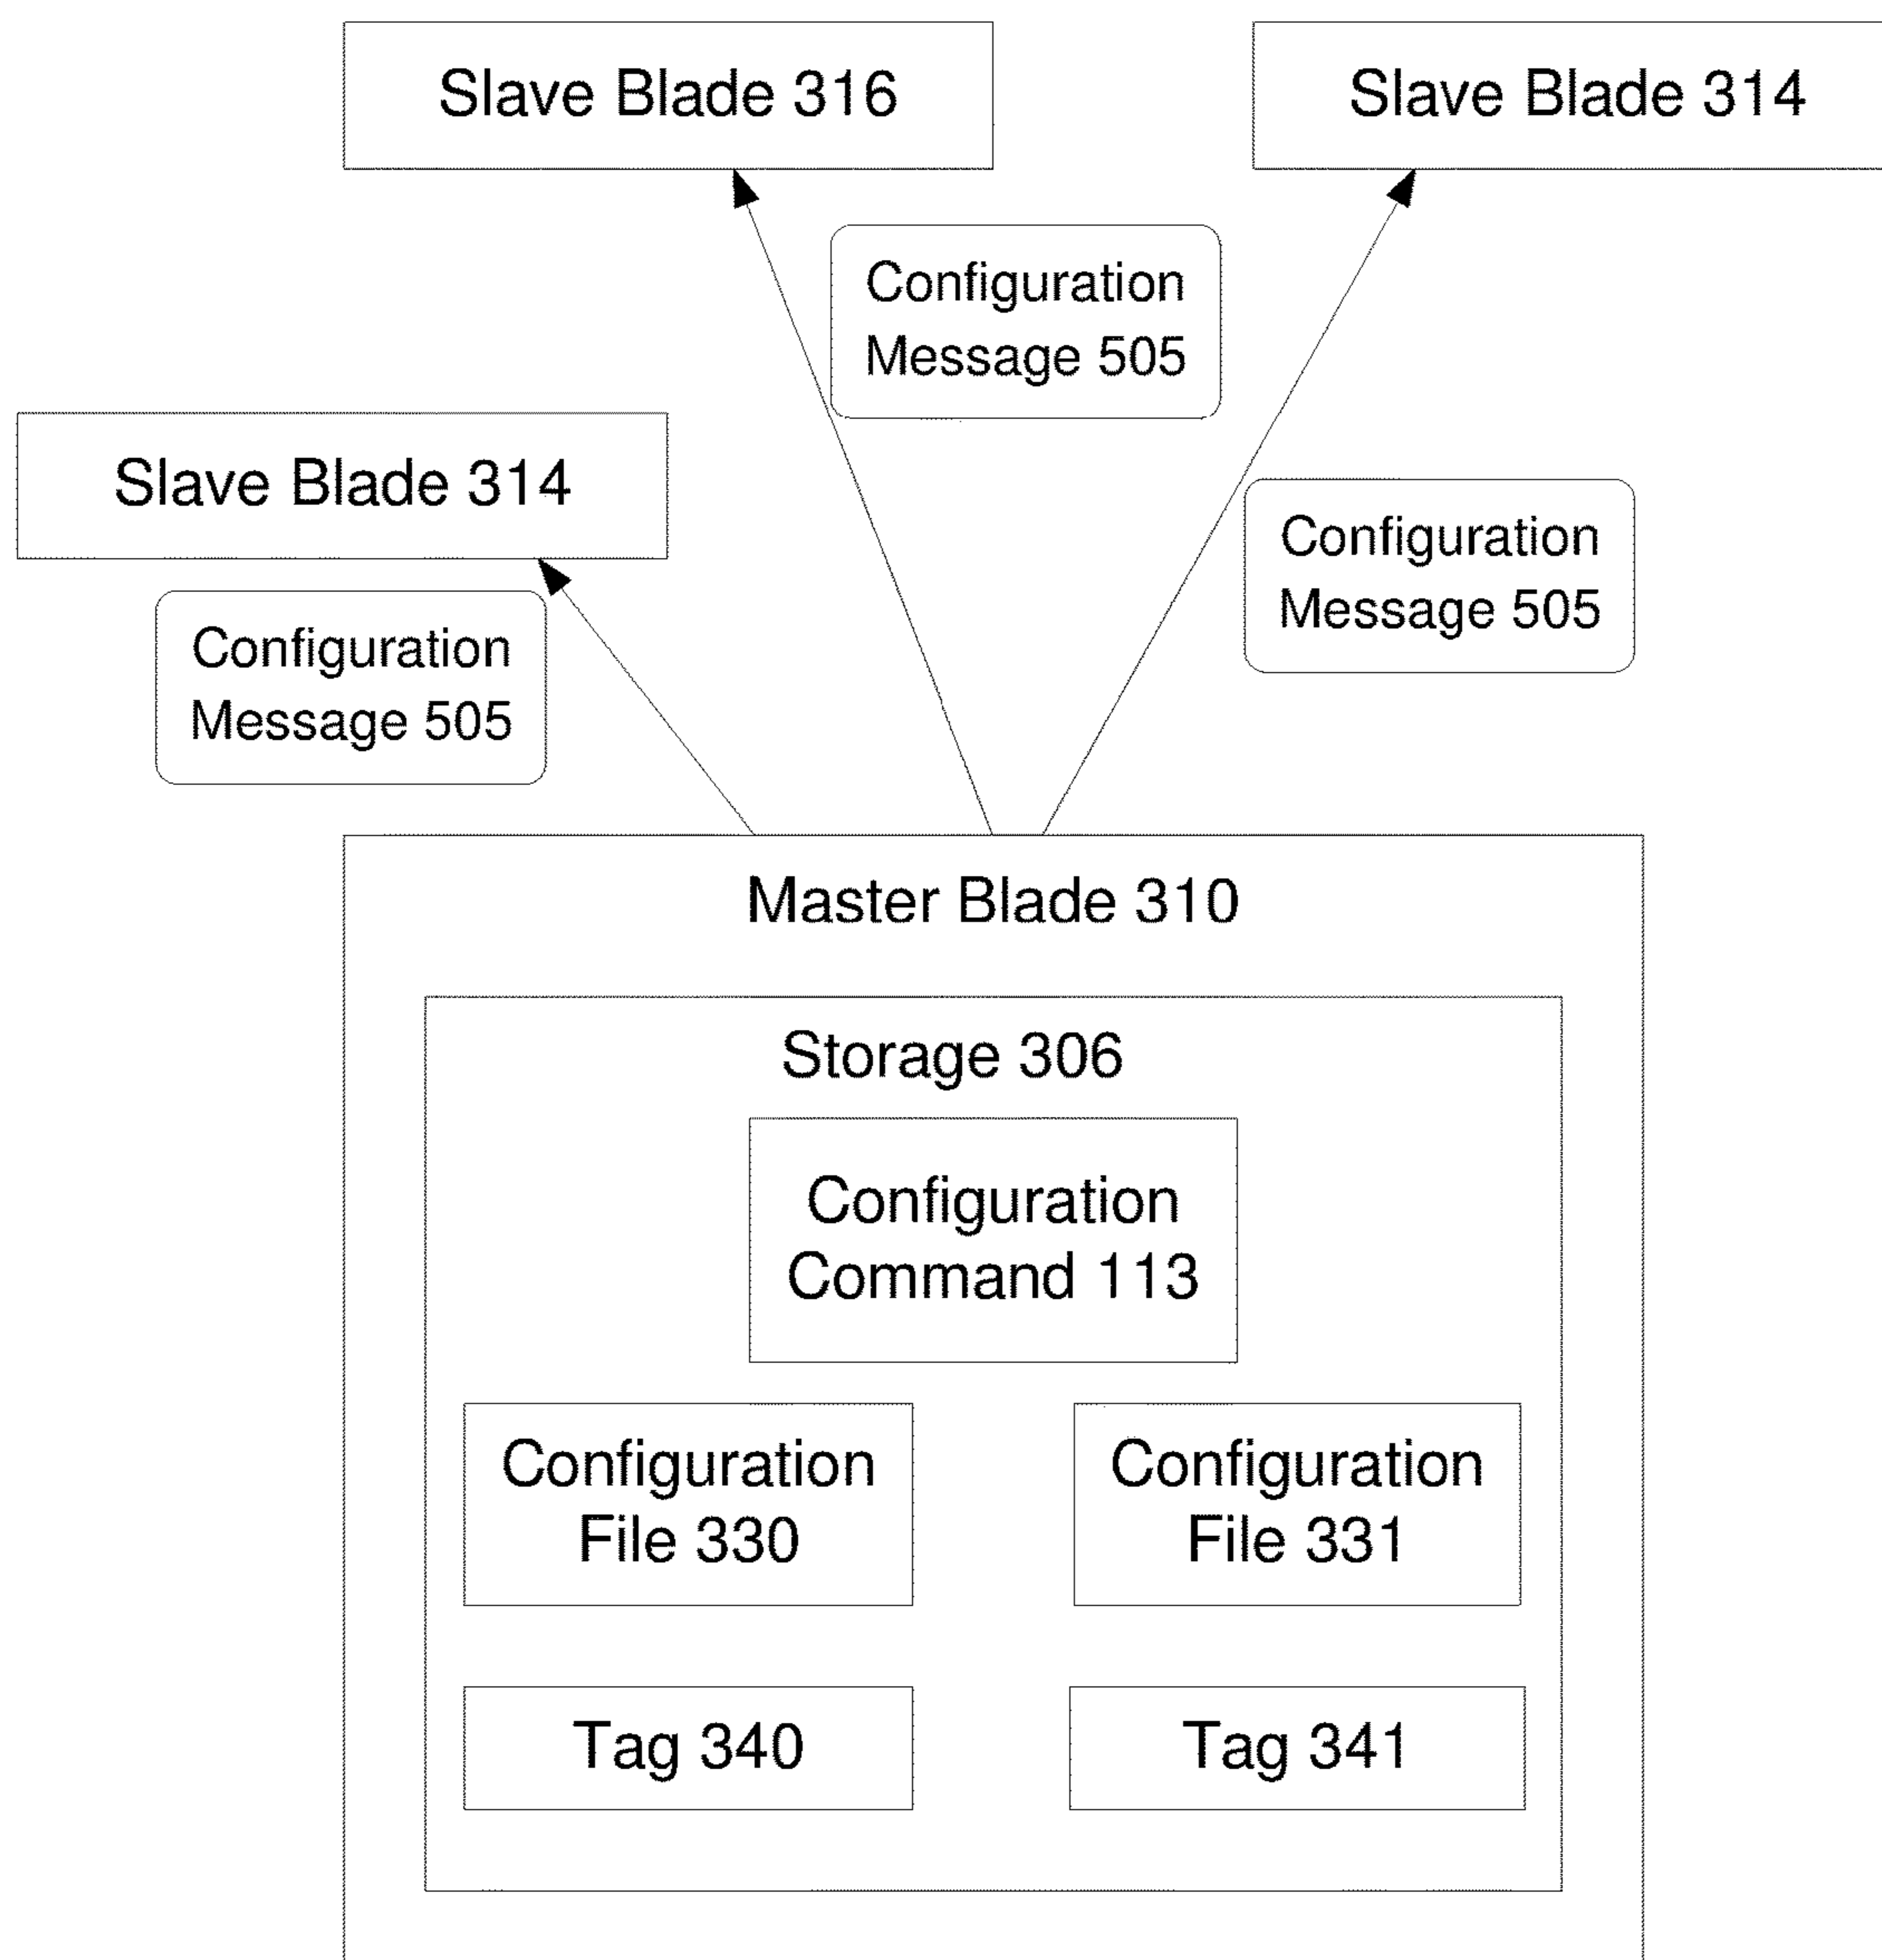 Slave Blade 316
Slave Blade 314
Configuration
Message 505
Slave Blade 314
Configuration
Message 505
Configuration
Message 505
Master Blade 310
Storage 306
Configuration
Command 113
Configuration
File 330
Configuration
File 331
Tag 340
Tag 341